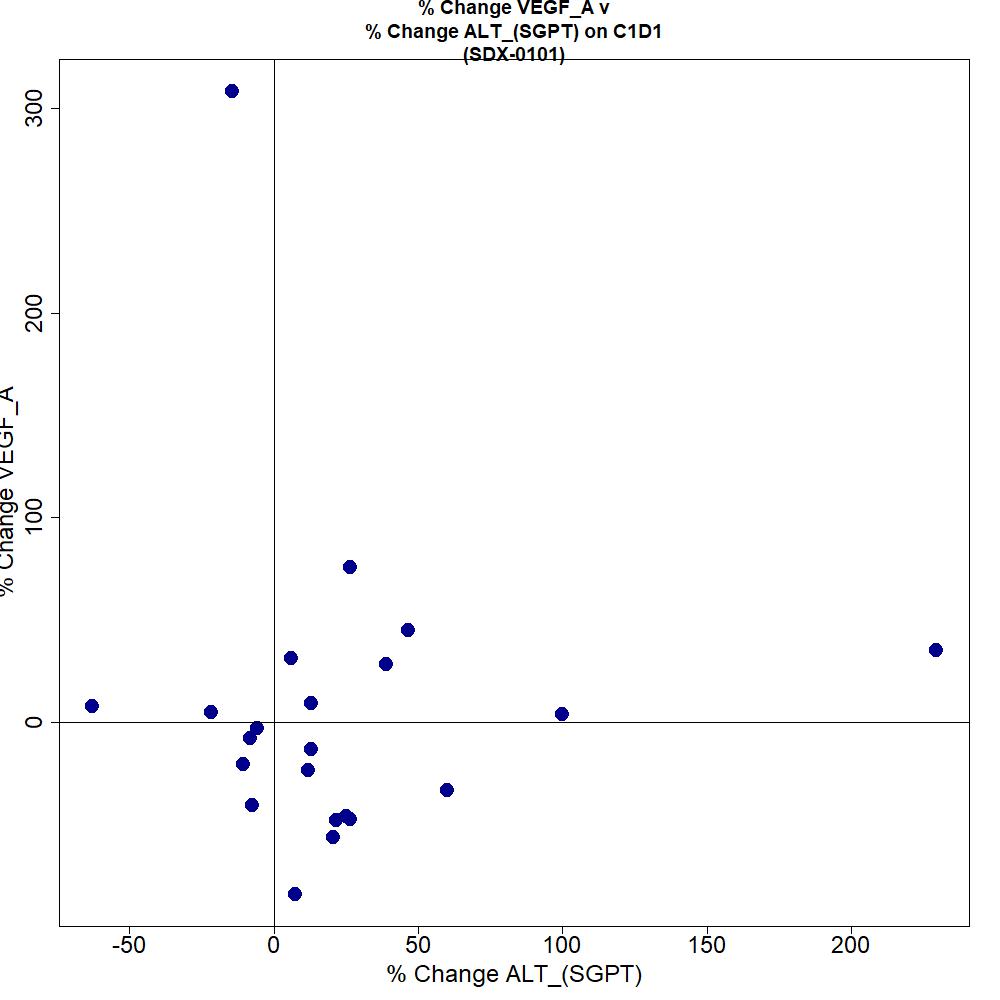 % Change VEGF_A v
% Change ALT_(SGPT) on C1D1
(SDX-0101)
300
200
100
0
% Change VEGF_A
-50
0
50
100
150
200
% Change ALT_(SGPT)